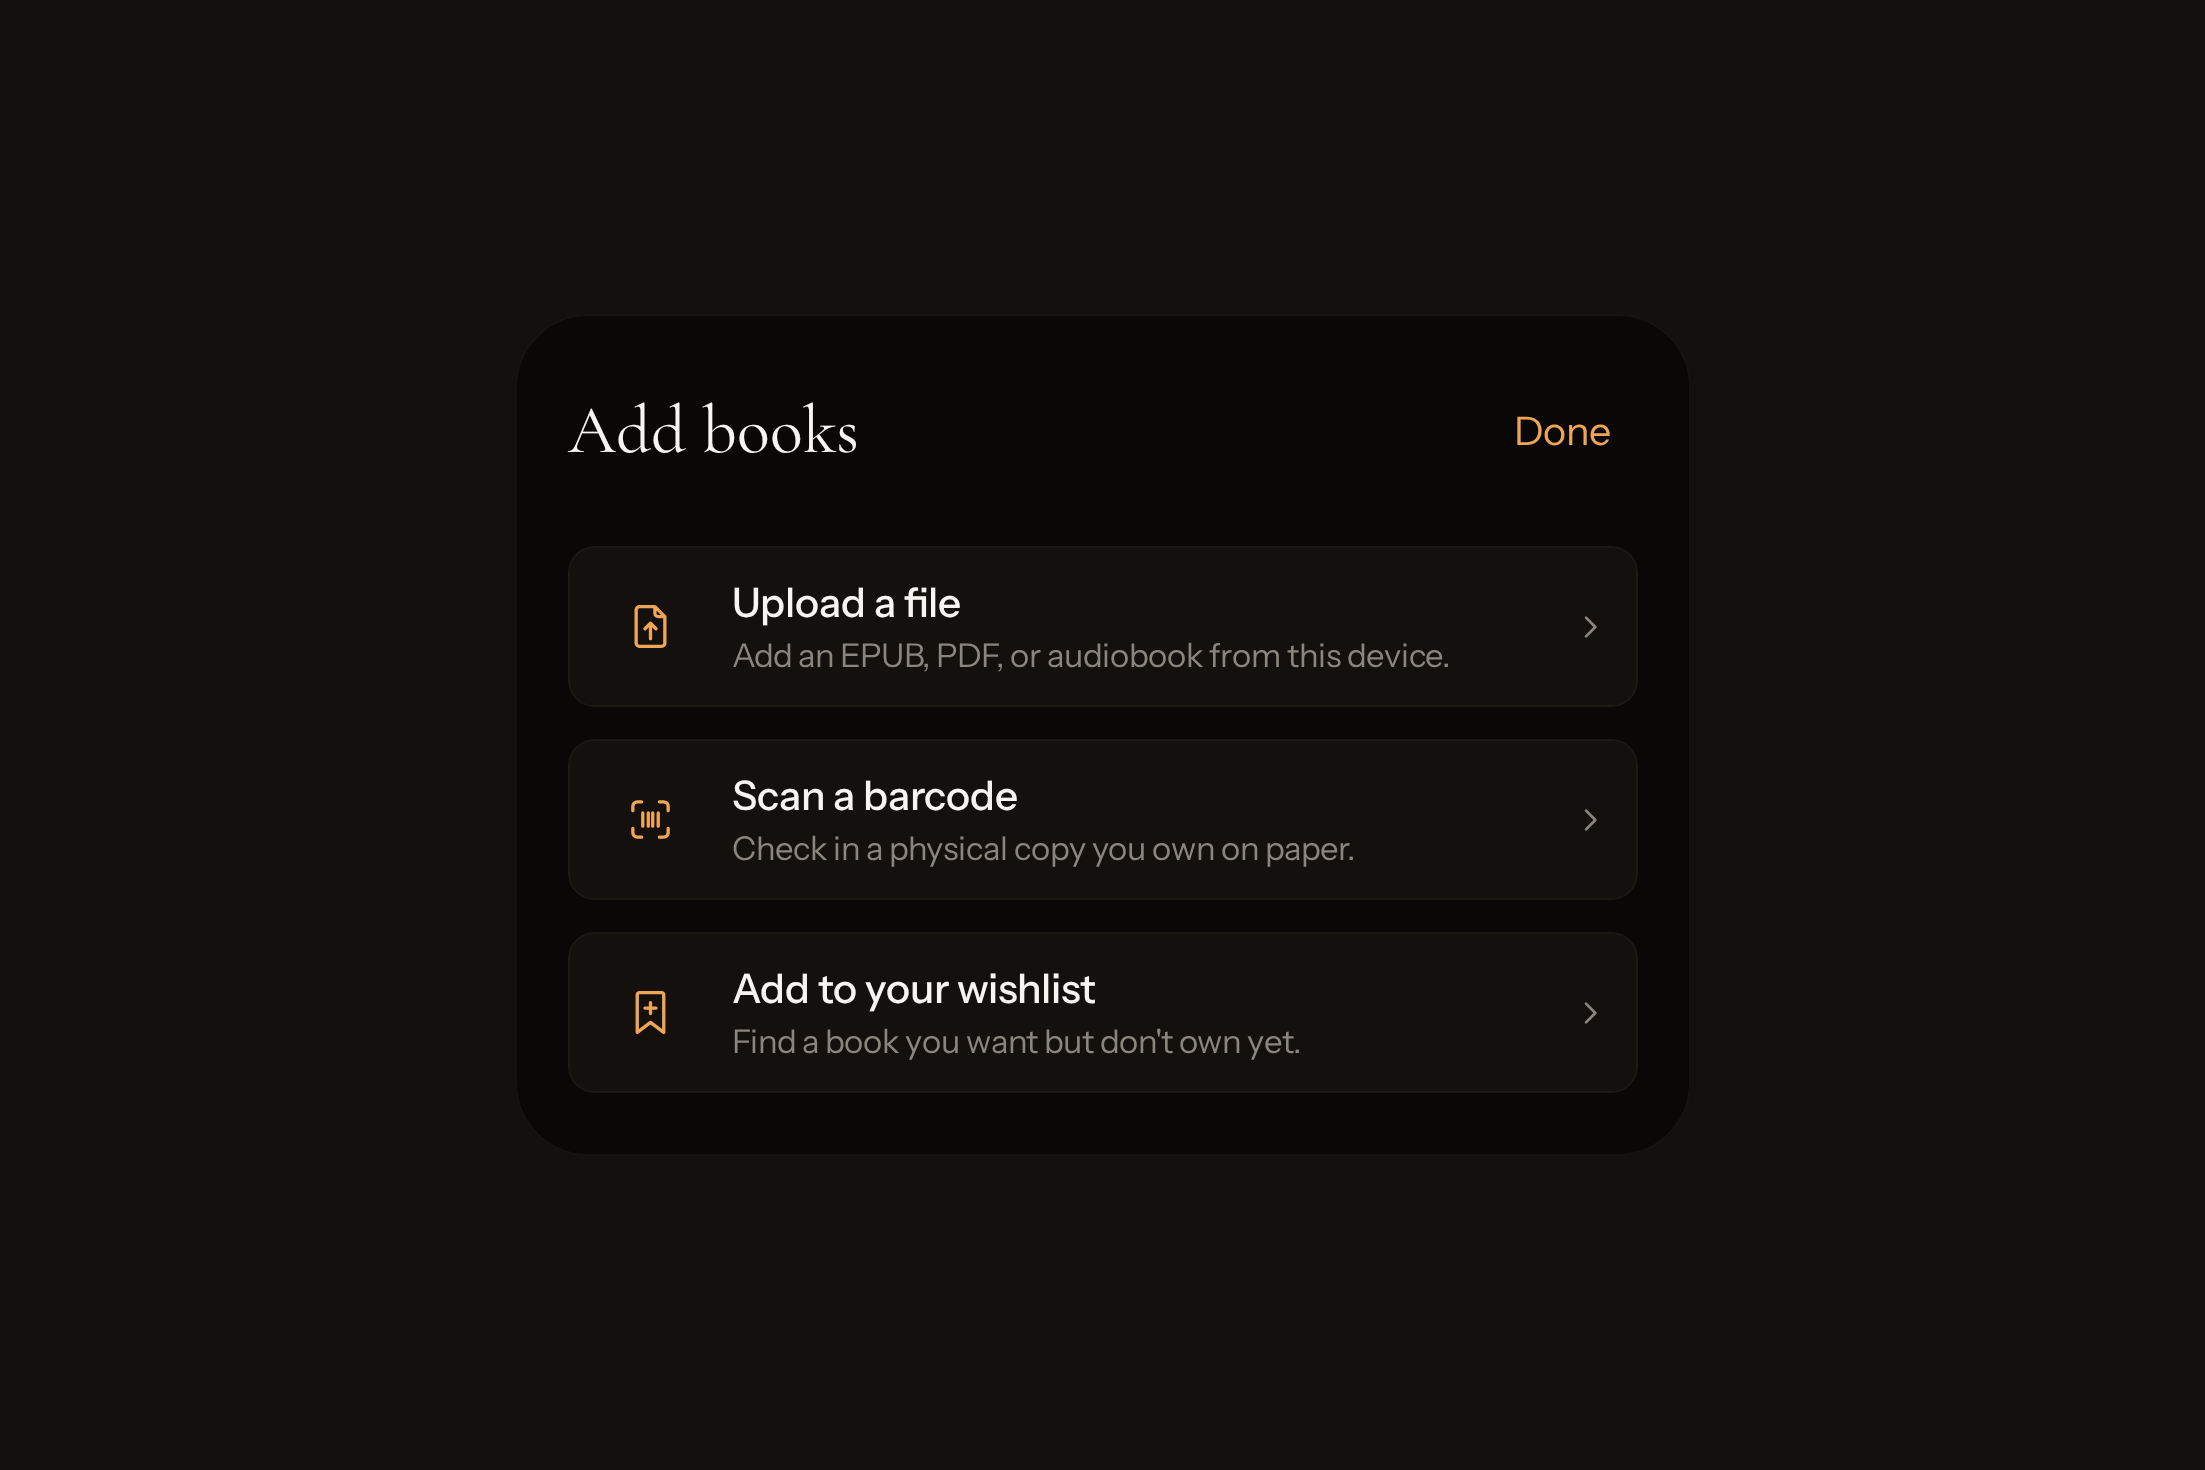 Add books
Done
Upload a file
Add an EPUB, PDF, or audiobook from this device.
Scan a barcode
Check in a physical copy you own on paper.
Add to your wishlist
Find a book you want but don't own yet.